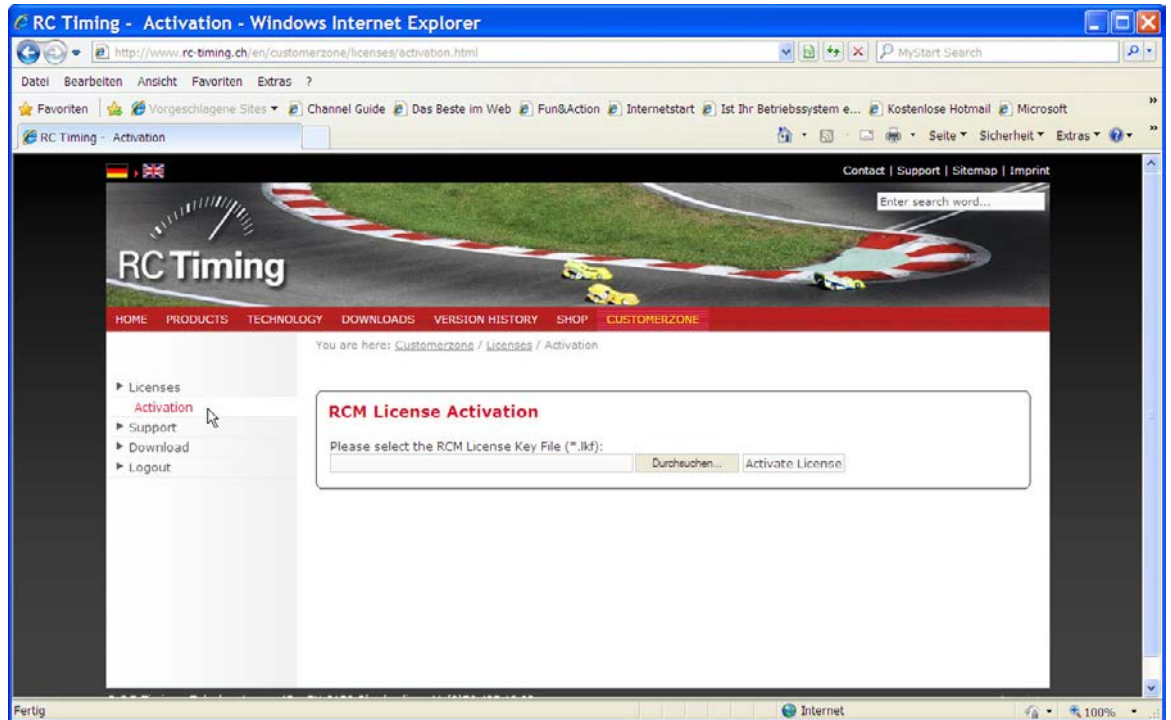 RC Timing - Activation - Windows Internet Explorer
http://www.rc-timing.ch/en/customerzone/licenses/activation.html
MyStart Search
Datei Bearbeiten Ansicht Favoriten Extras ?
Favoriten Vorgeschlagene Sites Channel Guide Das Beste im Web Fun&Action Internetstart Ist Ihr Betriebssystem e... Kostenlose Hotmail Microsoft
RC Timing - Activation
Seite Sicherheit Extras
Contact | Support | Sitemap | Imprint
Enter search word...
RC Timing
HOME PRODUCTS TECHNOLOGY DOWNLOADS VERSION HISTORY SHOP CUSTOMERZONE
You are here: Customerzone / Licenses / Activation
Licenses
Activation
Support
Download
Logout
RCM License Activation
Please select the RCM License Key File (*.lkf):
Durchsuchen... Activate License
Fertig
Internet
100%